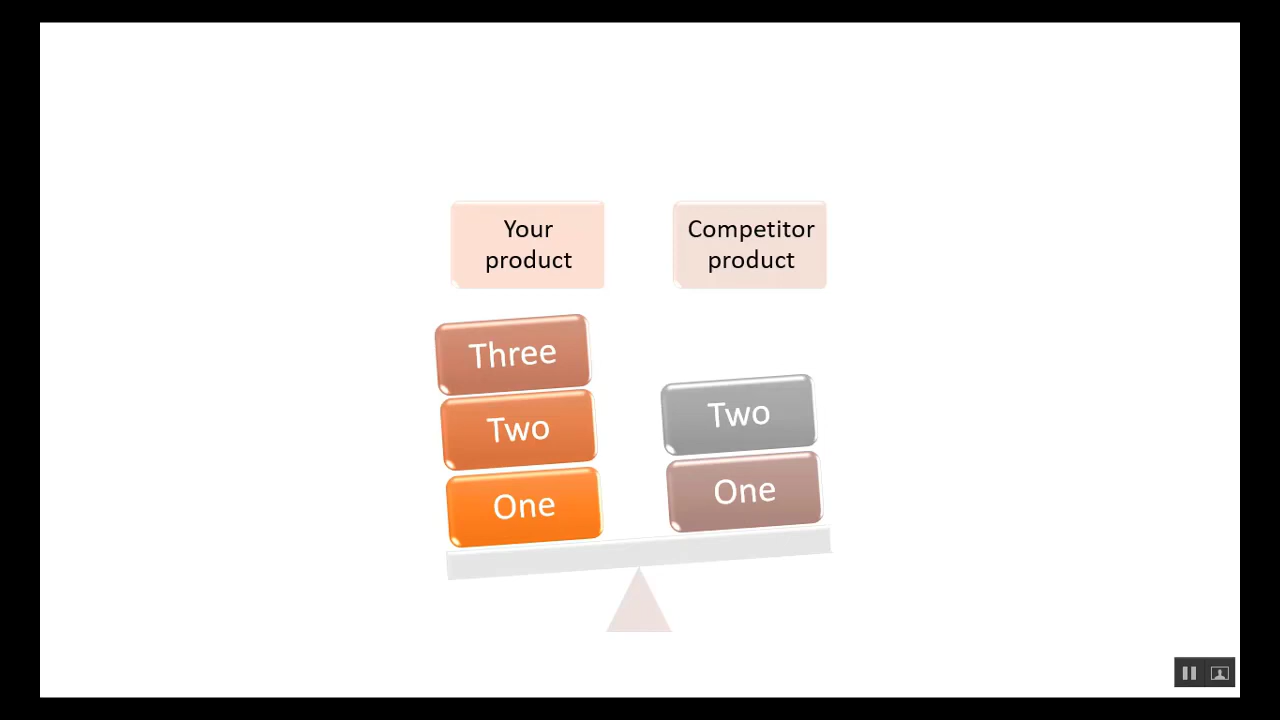 Your
product
Competitor
product
Three
Two
One
Two
One